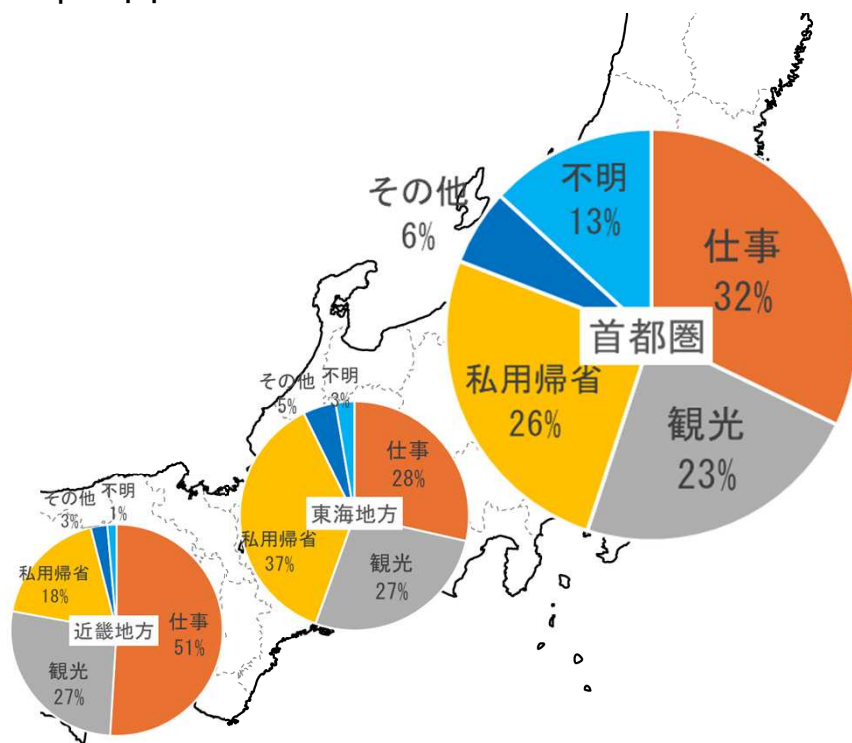 その他
6%
不明
13%
仕事
32%
首都圏
私用帰省
26%
観光
23%
その他
5%
不明
3%
仕事
28%
東海地方
私用帰省
37%
観光
27%
その他
3%
不明
1%
私用帰省
18%
近畿地方
仕事
51%
観光
27%